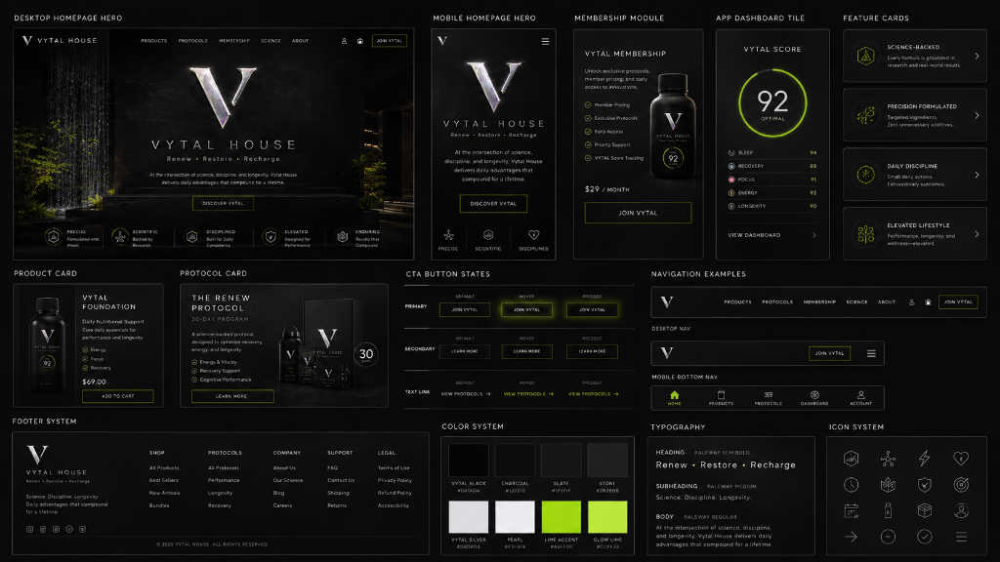 DESKTOP HOMEPAGE HERO
VYTAL HOUSE
PRODUCTS PROTOCOLS MEMBERSHIP SCIENCE ABOUT
JOIN VYTAL
VYTAL HOUSE
Renew • Restore • Recharge
At the intersection of science, discipline, and longevity, Vytal House
delivers daily advantages that compound for a lifetime.
DISCOVER VYTAL
PRECISE
Formulated with
Intent
SCIENTIFIC
Backed by
Research
DISCIPLINED
Built for Daily
Consistency
ELEVATED
Designed for
Performance
ENDURING
Results that
Compound
MOBILE HOMEPAGE HERO
VYTAL HOUSE
Renew • Restore • Recharge
At the intersection of science,
discipline, and longevity, Vytal House
delivers daily advantages that
compound for a lifetime.
DISCOVER VYTAL
PRECISE
SCIENTIFIC
DISCIPLINED
MEMBERSHIP MODULE
VYTAL MEMBERSHIP
Unlock exclusive protocols,
member pricing, and early
access to innovations.
Member Pricing
Exclusive Protocols
Early Access
Priority Support
VYTAL Score Tracking
VYTAL HOUSE
92
$29 / MONTH
JOIN VYTAL
APP DASHBOARD TILE
VYTAL SCORE
92
OPTIMAL
SLEEP 94
RECOVERY 88
FOCUS 91
ENERGY 93
LONGEVITY 90
VIEW DASHBOARD
FEATURE CARDS
SCIENCE-BACKED
Every formula is grounded in
research and real-world results.
PRECISION FORMULATED
Targeted ingredients.
Zero unnecessary additives.
DAILY DISCIPLINE
Small daily actions.
Extraordinary outcomes.
ELEVATED LIFESTYLE
Performance, longevity, and
wellness—elevated.
PRODUCT CARD
92
VYTAL
FOUNDATION
Daily Nutritional Support
Core daily essentials for
performance and longevity.
Energy
Focus
Recovery
$69.00
ADD TO CART
PROTOCOL CARD
THE RENEW
PROTOCOL
30-DAY PROGRAM
A science-backed protocol
designed to optimize recovery,
energy, and longevity.
Energy & Vitality
Recovery Support
Cognitive Performance
LEARN MORE
30
CTA BUTTON STATES
DEFAULT HOVER PRESSED
PRIMARY JOIN VYTAL JOIN VYTAL JOIN VYTAL
DEFAULT HOVER PRESSED
SECONDARY LEARN MORE LEARN MORE LEARN MORE
DEFAULT HOVER PRESSED
TEXT LINK VIEW PROTOCOLS → VIEW PROTOCOLS → VIEW PROTOCOLS →
NAVIGATION EXAMPLES
PRODUCTS PROTOCOLS MEMBERSHIP SCIENCE ABOUT
JOIN VYTAL
DESKTOP NAV
JOIN VYTAL
MOBILE BOTTOM NAV
HOME PRODUCTS PROTOCOLS DASHBOARD ACCOUNT
FOOTER SYSTEM
VYTAL HOUSE
Renew • Restore • Recharge
Science. Discipline. Longevity.
Daily advantages that compound
for a lifetime.
SHOP
All Products
Best Sellers
New Arrivals
Bundles
PROTOCOLS
All Protocols
Performance
Longevity
Recovery
COMPANY
About Us
Our Science
Blog
Careers
SUPPORT
FAQ
Contact Us
Shipping
Returns
LEGAL
Terms of Use
Privacy Policy
Refund Policy
Accessibility
© 2025 VYTAL HOUSE. ALL RIGHTS RESERVED.
COLOR SYSTEM
VYTAL BLACK
CHARCOAL
#121212
SLATE
#1F1F1F
STONE
#2B2B2B
VYTAL SILVER
PEARL
LIME ACCENT
#A6FF00
GLOW LIME
TYPOGRAPHY
HEADING RALEWAY SEMIBOLD
Renew • Restore • Recharge
SUBHEADING RALEWAY MEDIUM
Science. Discipline. Longevity.
BODY RALEWAY REGULAR
At the intersection of science, discipline,
and longevity, Vytal House delivers daily
advantages that compound for a lifetime.
ICON SYSTEM